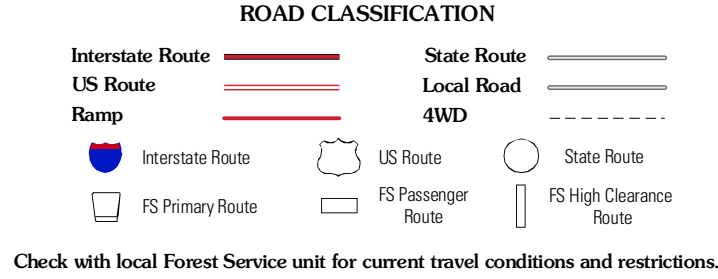 ROAD CLASSIFICATION
Interstate Route
State Route
US Route
Local Road
Ramp
4WD
Interstate Route
US Route
State Route
FS Primary Route
FS Passenger
Route
FS High Clearance
Route
Check with local Forest Service unit for current travel conditions and restrictions.